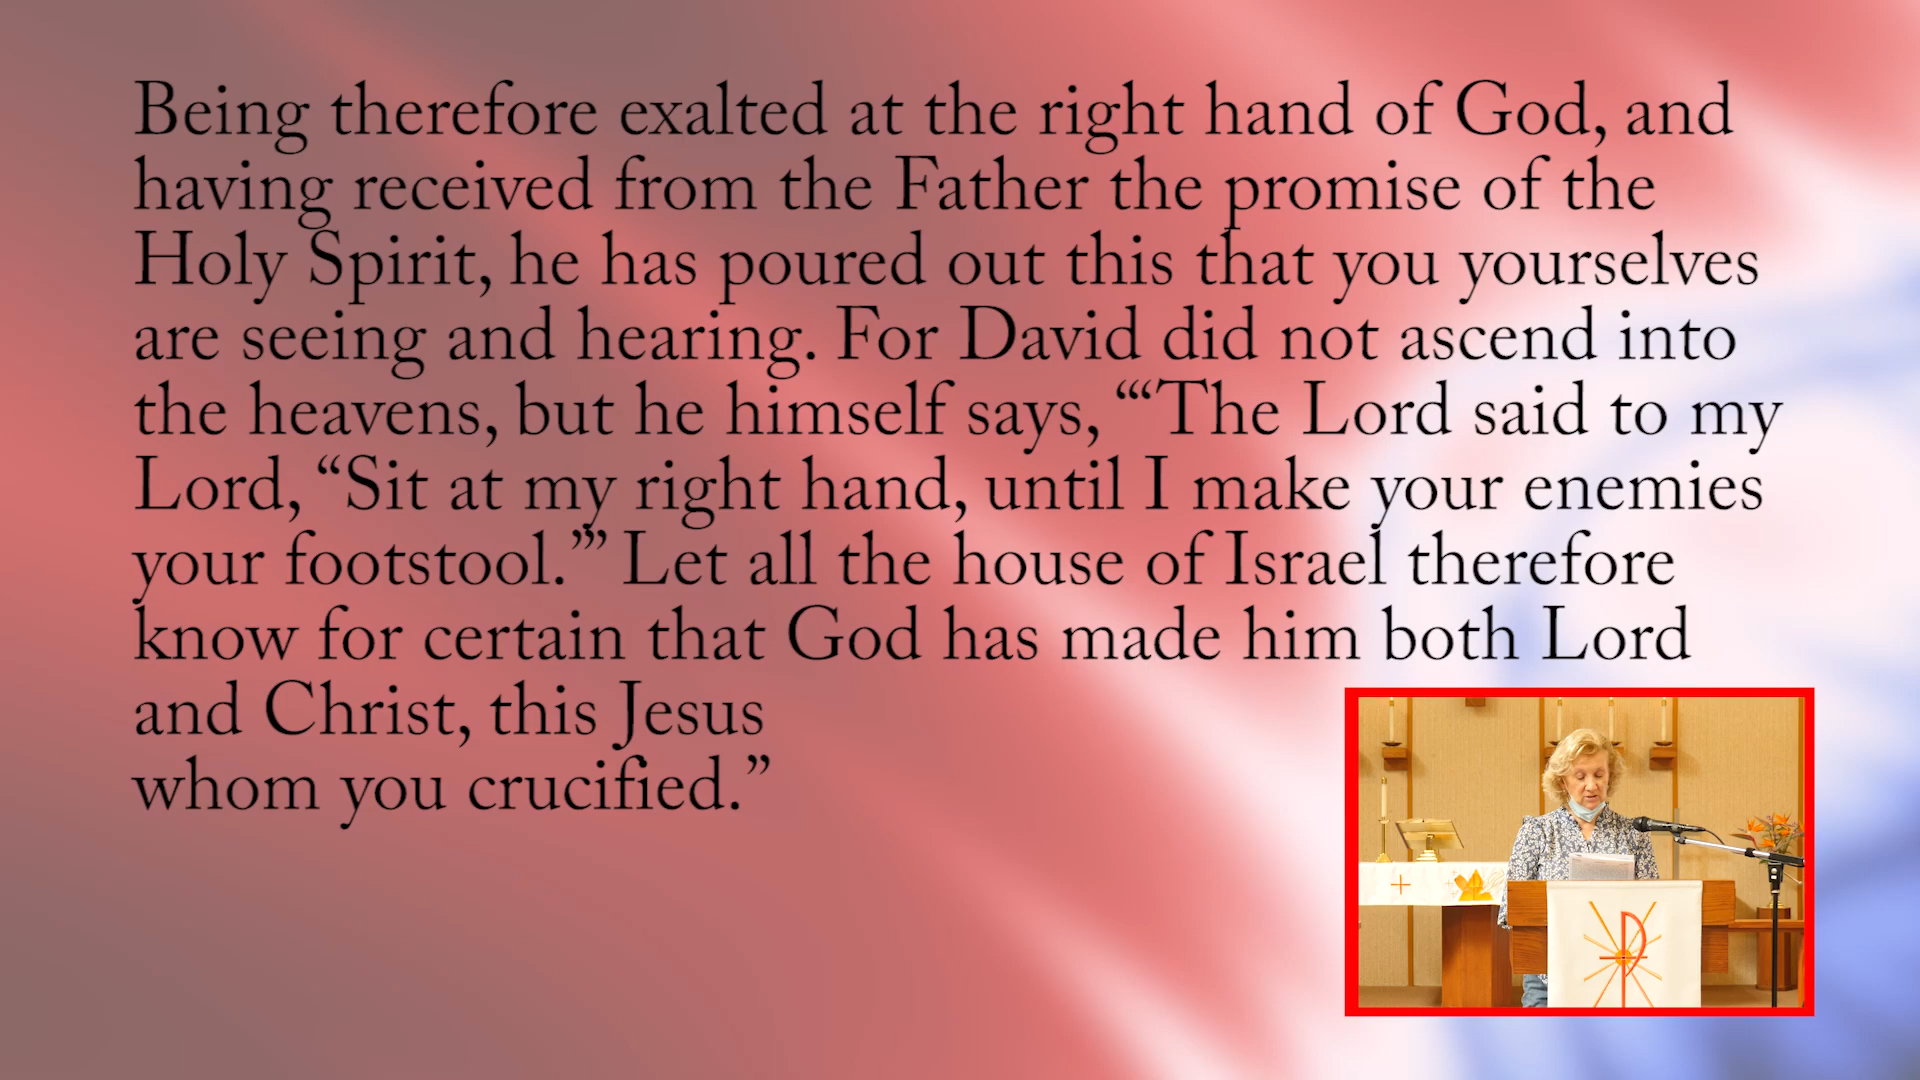 Being therefore exalted at the right hand of God, and
having received from the Father the promise of the
Holy Spirit, he has poured out this that you yourselves
are seeing and hearing. For David did not ascend into
the heavens, but he himself says, “‘The Lord said to my
Lord, “Sit at my right hand, until I make your enemies
your footstool.”’ Let all the house of Israel therefore
know for certain that God has made him both Lord
and Christ, this Jesus
whom you crucified.”